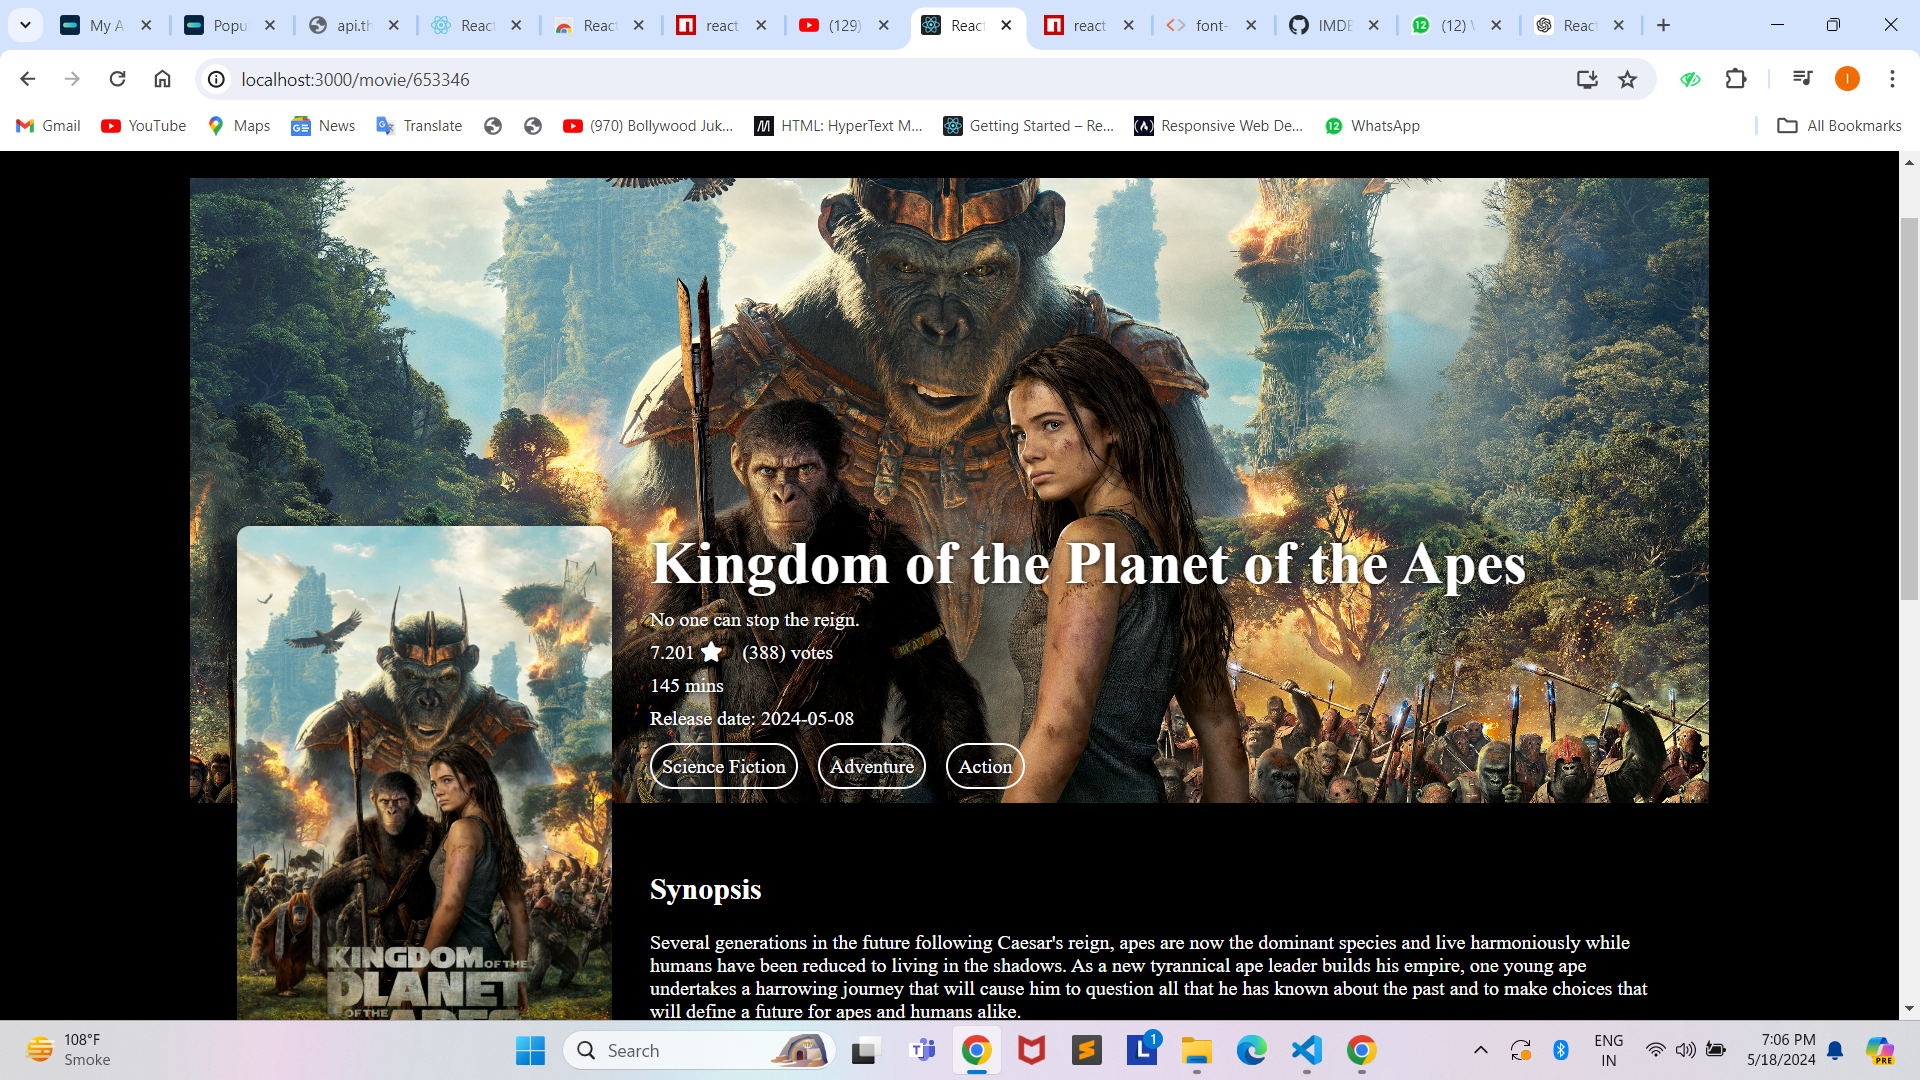 My A
Popu
api.th
React
React
react
(129)
React
react
font-
IMDB
(12)
React
localhost:3000/movie/653346
I
Gmail
YouTube
Maps
News
Translate
(970) Bollywood Juk...
HTML: HyperText M...
Getting Started – Re...
Responsive Web De...
WhatsApp
All Bookmarks
Kingdom of the Planet of the Apes
No one can stop the reign.
7.201 (388) votes
145 mins
Release date: 2024-05-08
Science Fiction
Adventure
Action
KINGDOM OF THE
PLANET
OF THE APES
Synopsis
Several generations in the future following Caesar's reign, apes are now the dominant species and live harmoniously while
humans have been reduced to living in the shadows. As a new tyrannical ape leader builds his empire, one young ape
undertakes a harrowing journey that will cause him to question all that he has known about the past and to make choices that
will define a future for apes and humans alike.
108°F
Smoke
Search
1
ENG
IN
7:06 PM
5/18/2024
PRE